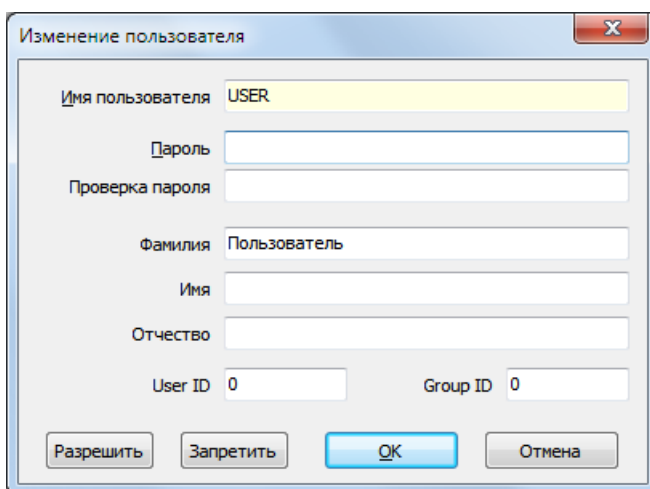 Изменение пользователя
Имя пользователя USER
Пароль
Проверка пароля
Фамилия Пользователь
Имя
Отчество
User ID 0 Group ID 0
Разрешить Запретить OK Отмена